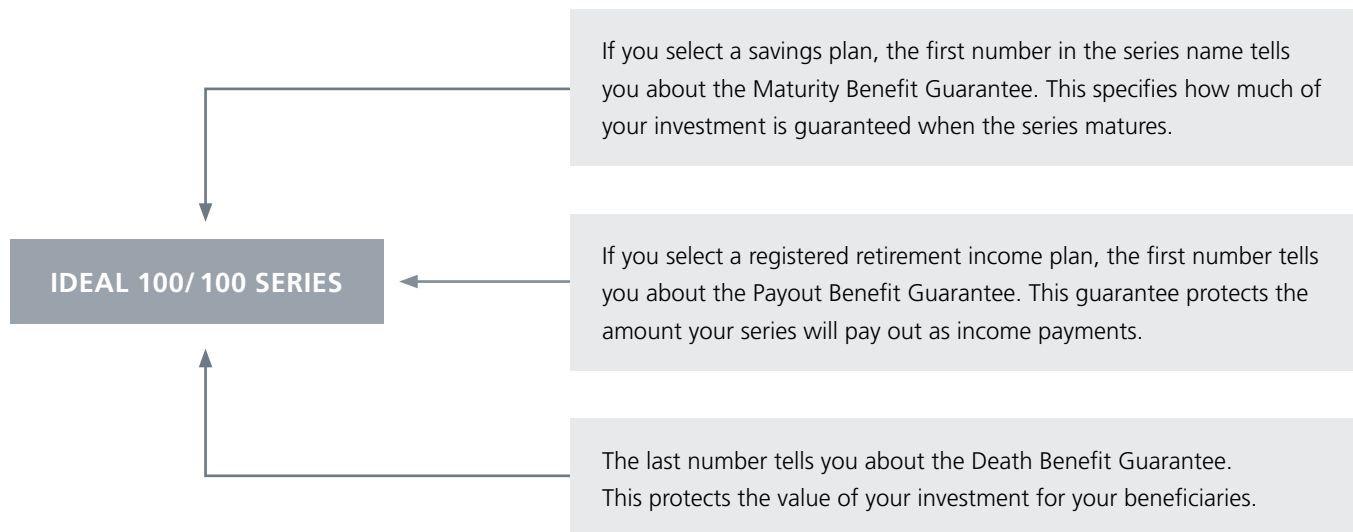 If you select a savings plan, the first number in the series name tells
you about the Maturity Benefit Guarantee. This specifies how much of
your investment is guaranteed when the series matures.
IDEAL 100/ 100 SERIES
If you select a registered retirement income plan, the first number tells
you about the Payout Benefit Guarantee. This guarantee protects the
amount your series will pay out as income payments.
The last number tells you about the Death Benefit Guarantee.
This protects the value of your investment for your beneficiaries.